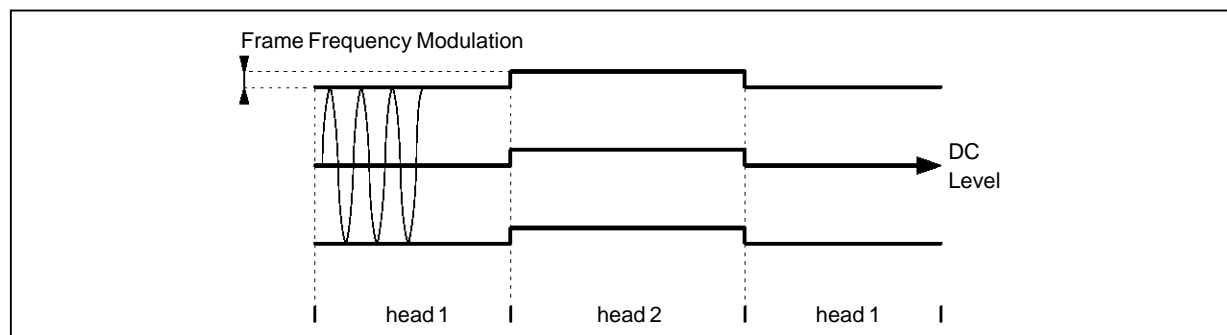 Frame Frequency Modulation
DC
Level
head 1
head 2
head 1